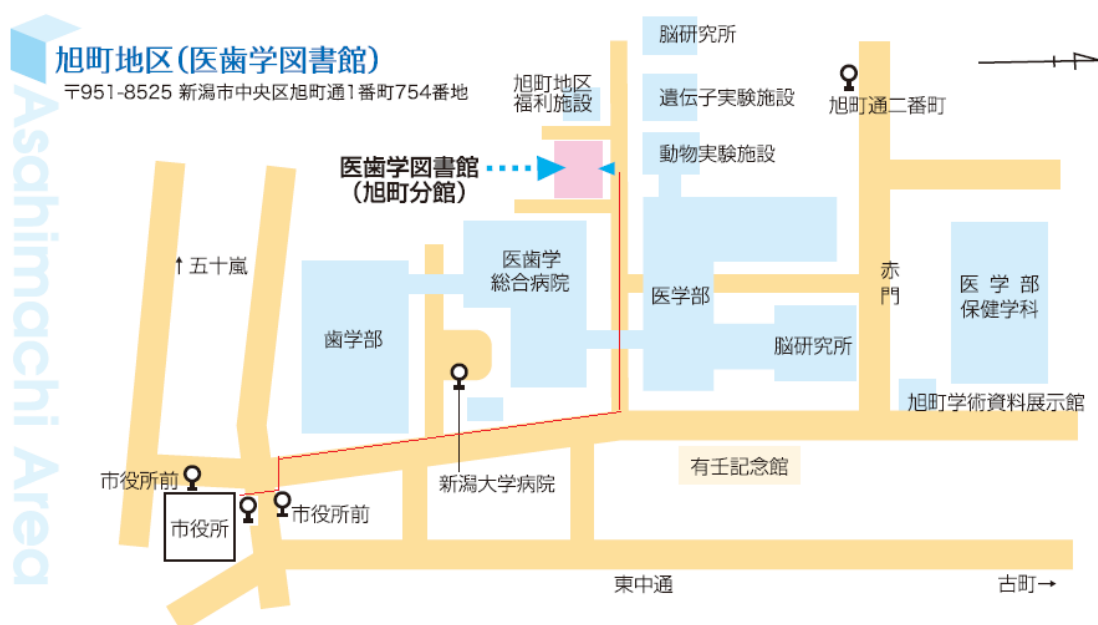 旭町地区(医歯学図書館)
〒951-8525 新潟市中央区旭町通1番町754番地
Asahimachi Area
脳研究所
旭町地区
福利施設
遺伝子実験施設
旭町通二番町
動物実験施設
医歯学図書館
(旭町分館)
↑五十嵐
医歯学
総合病院
医学部
赤門
医学部
保健学科
歯学部
脳研究所
旭町学術資料展示館
有壬記念館
市役所前
新潟大学病院
市役所前
市役所
東中通
古町→